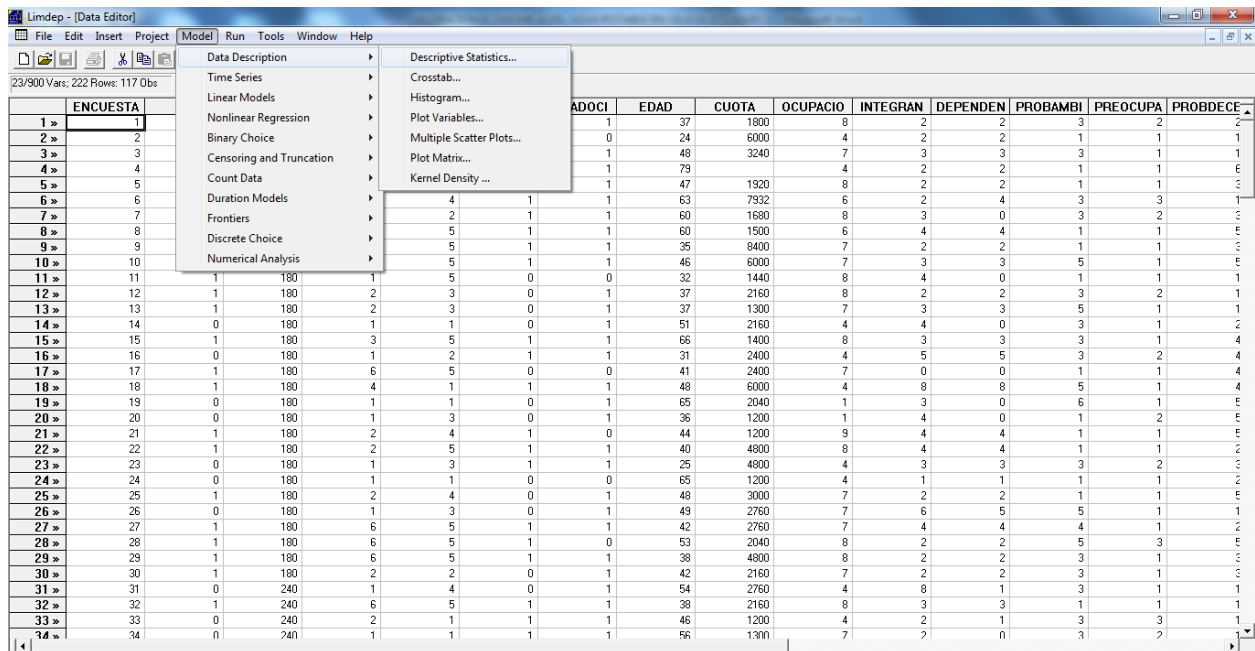 Limdep - [Data Editor]
File Edit Insert Project Model Run Tools Window Help
23/900 Vars; 222 Rows: 117 Obs
Data Description
Time Series
Linear Models
Nonlinear Regression
Binary Choice
Censoring and Truncation
Count Data
Duration Models
Frontiers
Discrete Choice
Numerical Analysis
Descriptive Statistics...
Crosstab...
Histogram...
Plot Variables...
Multiple Scatter Plots...
Plot Matrix...
Kernel Density ...
ENCUESTA ADOCI EDAD CUOTA OCUPACIO INTEGRAN DEPENDEN PROBAMBI PREOCUPA PROBDECE
1 » 1 1 37 1800 8 2 2 3 2 2
2 » 2 0 24 6000 4 2 2 1 1 1
3 » 3 1 48 3240 7 3 3 3 1 1
4 » 4 1 79 4 2 2 1 1 6
5 » 5 1 47 1920 8 2 2 1 1 3
6 » 6 4 1 1 63 7932 6 2 4 3 3 1
7 » 7 2 1 1 60 1680 8 3 0 3 2 3
8 » 8 5 1 1 60 1500 6 4 4 1 1 5
9 » 9 5 1 1 35 8400 7 2 2 1 1 3
10 » 10 5 1 1 46 6000 7 3 3 5 1 5
11 » 11 1 180 1 5 0 0 32 1440 8 4 0 1 1 1
12 » 12 1 180 2 3 0 1 37 2160 8 2 2 3 2 1
13 » 13 1 180 2 3 0 1 37 1300 7 3 3 5 1 1
14 » 14 0 180 1 1 0 1 51 2160 4 4 0 3 1 2
15 » 15 1 180 3 5 1 1 66 1400 8 3 3 3 1 4
16 » 16 0 180 1 2 1 1 31 2400 4 5 5 3 2 4
17 » 17 1 180 6 5 0 0 41 2400 7 0 0 1 1 4
18 » 18 1 180 4 1 1 1 48 6000 4 8 8 5 1 4
19 » 19 0 180 1 1 0 1 65 2040 1 3 0 6 1 5
20 » 20 0 180 1 3 0 1 36 1200 1 4 0 1 2 5
21 » 21 1 180 2 4 1 0 44 1200 9 4 4 1 1 5
22 » 22 1 180 2 5 1 1 40 4800 8 4 4 1 1 2
23 » 23 0 180 1 3 1 1 25 4800 4 3 3 3 2 3
24 » 24 0 180 1 1 0 0 65 1200 4 1 1 1 1 2
25 » 25 1 180 2 4 0 1 48 3000 7 2 2 1 1 5
26 » 26 0 180 1 3 0 1 49 2760 7 6 5 5 1 1
27 » 27 1 180 6 5 1 1 42 2760 7 4 4 4 1 2
28 » 28 1 180 6 5 1 0 53 2040 8 2 2 5 3 5
29 » 29 1 180 6 5 1 1 38 4800 8 2 2 3 1 3
30 » 30 1 180 2 2 0 1 42 2160 7 2 2 3 1 3
31 » 31 0 240 1 4 0 1 54 2760 4 8 1 3 1 1
32 » 32 1 240 6 5 1 1 38 2160 8 3 3 1 1 1
33 » 33 0 240 2 1 1 1 46 1200 4 2 1 3 3 1
34 » 34 0 240 1 1 1 1 56 1300 7 2 0 3 2 1